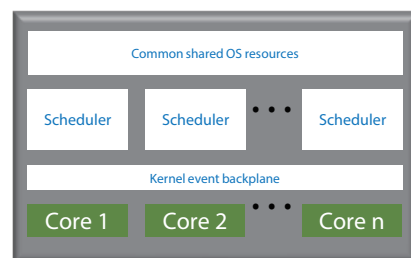 Common shared OS resources
Scheduler Scheduler • • • Scheduler
Kernel event backplane
Core 1 Core 2 • • • Core n